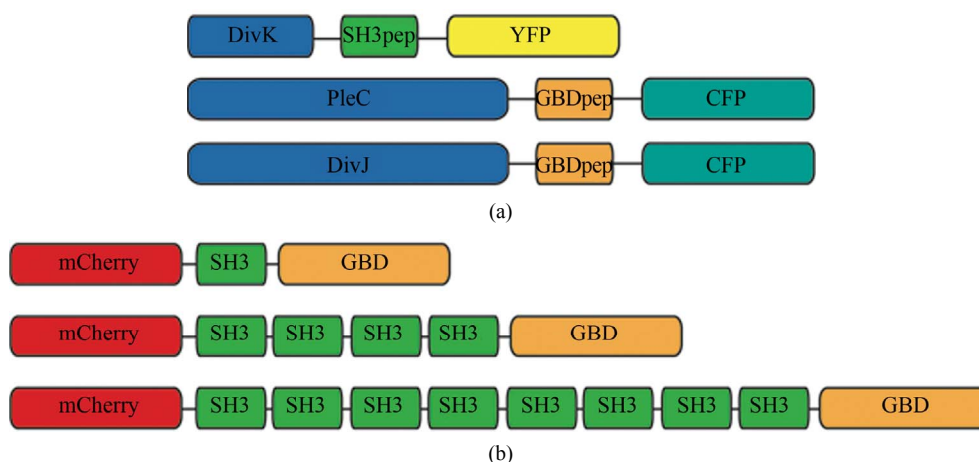 DivK SH3pep YFP
PleC GBDpep CFP
DivJ GBDpep CFP
(a)
mCherry SH3 GBD
mCherry SH3 SH3 SH3 SH3 GBD
mCherry SH3 SH3 SH3 SH3 SH3 SH3 SH3 SH3 GBD
(b)